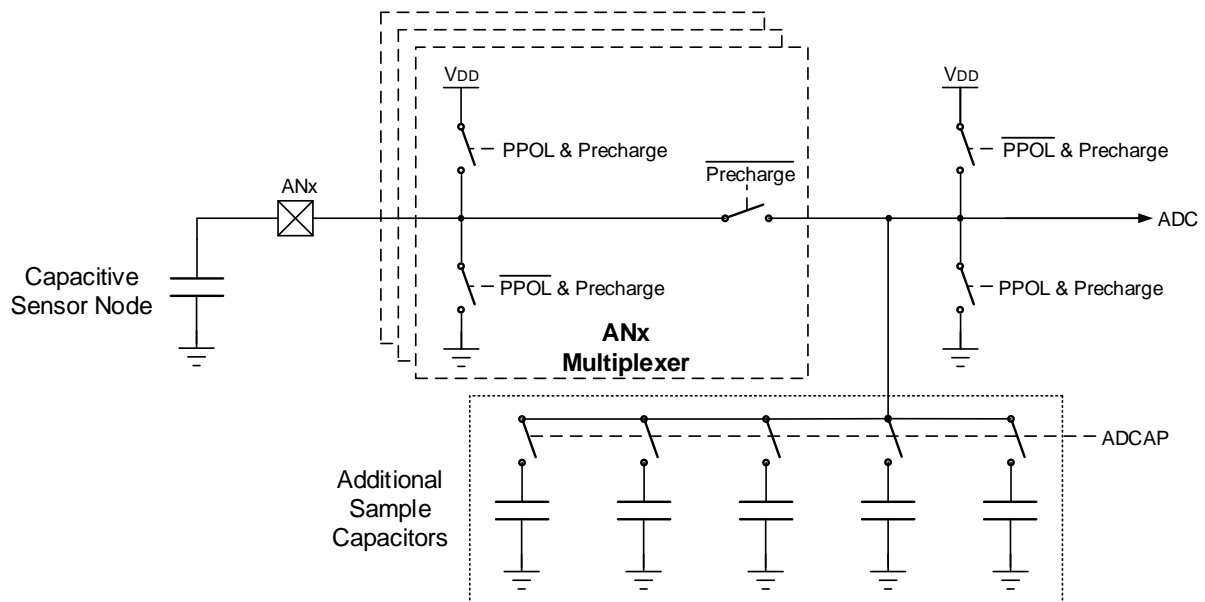 VDD
VDD
PPOL & Precharge
PPOL & Precharge
Precharge
ANx
ADC
Capacitive
Sensor Node
PPOL & Precharge
PPOL & Precharge
ANx
Multiplexer
ADCAP
Additional
Sample
Capacitors